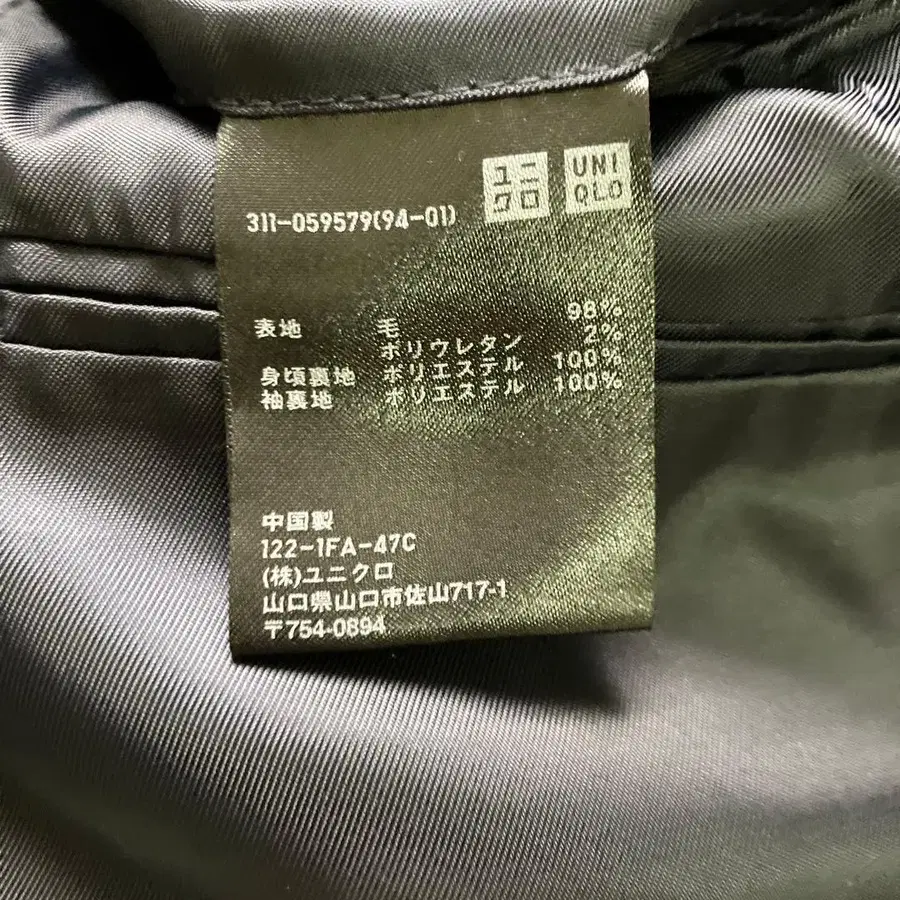 ユニ
クロ
UNI
QLO
311-059579(94-01)
表地 毛 98%
ポリウレタン 2%
身頃裏地 ポリエステル 100%
袖裏地 ポリエステル 100%
中国製
122-1FA-47C
(株)ユニクロ
山口県山口市佐山717-1
〒754-0894